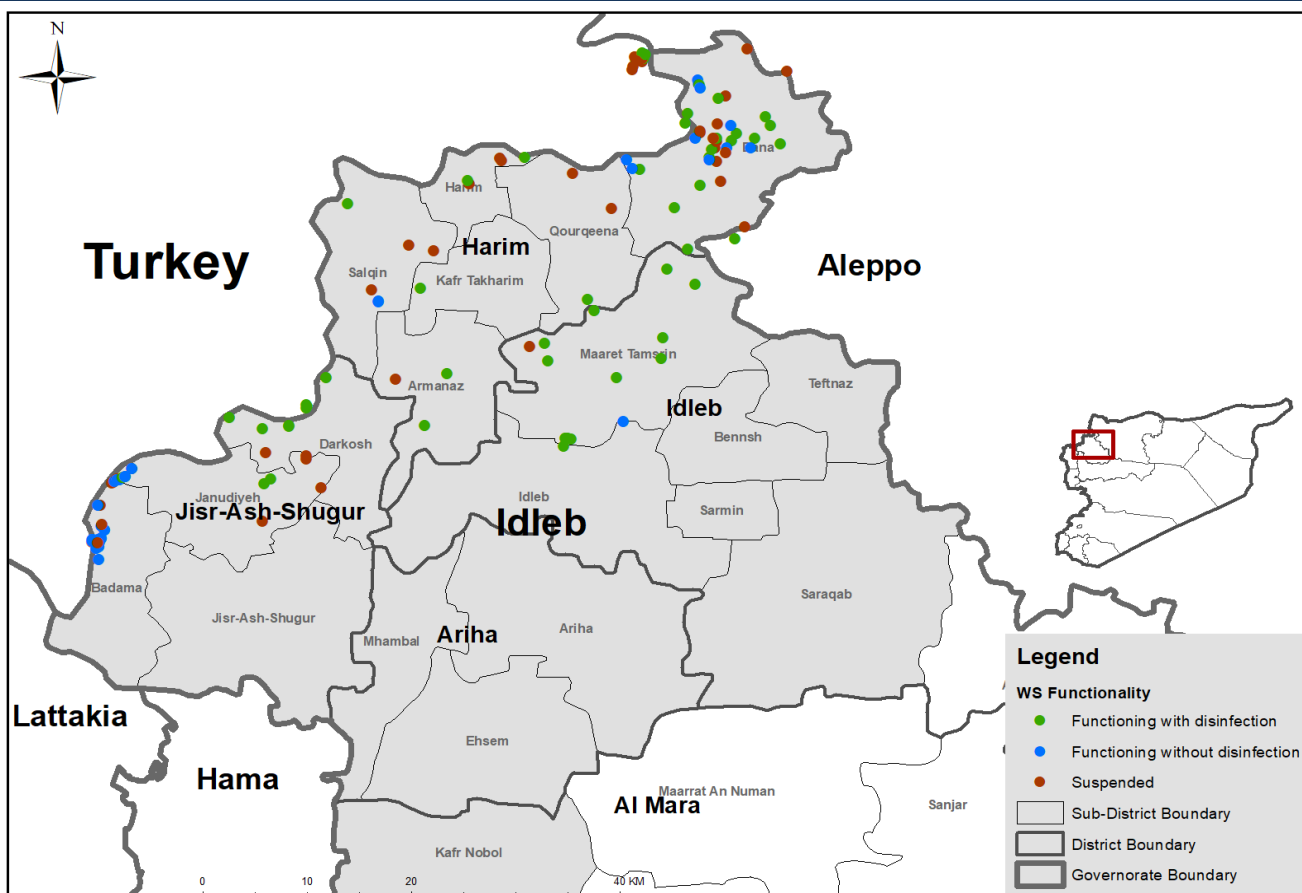 N
Dana
Harim
Turkey
Harim
Qourqeena
Aleppo
Salqin
Kafr Takharim
Maaret Tamsrin
Armanaz
Teftnaz
Idleb
Bennsh
Darkosh
Janudiyeh
Jisr-Ash-Shugur
Idleb
Idleb
Sarmin
Badama
Saraqab
Jisr-Ash-Shugur
Mhambal
Ariha
Ariha
Lattakia
Ehsem
Hama
Maarrat An Numan
Al Mara
Sanjar
Kafr Nobol
0 10 20 40 KM
Legend
WS Functionality
Functioning with disinfection
Functioning without disinfection
Suspended
Sub-District Boundary
District Boundary
Governorate Boundary